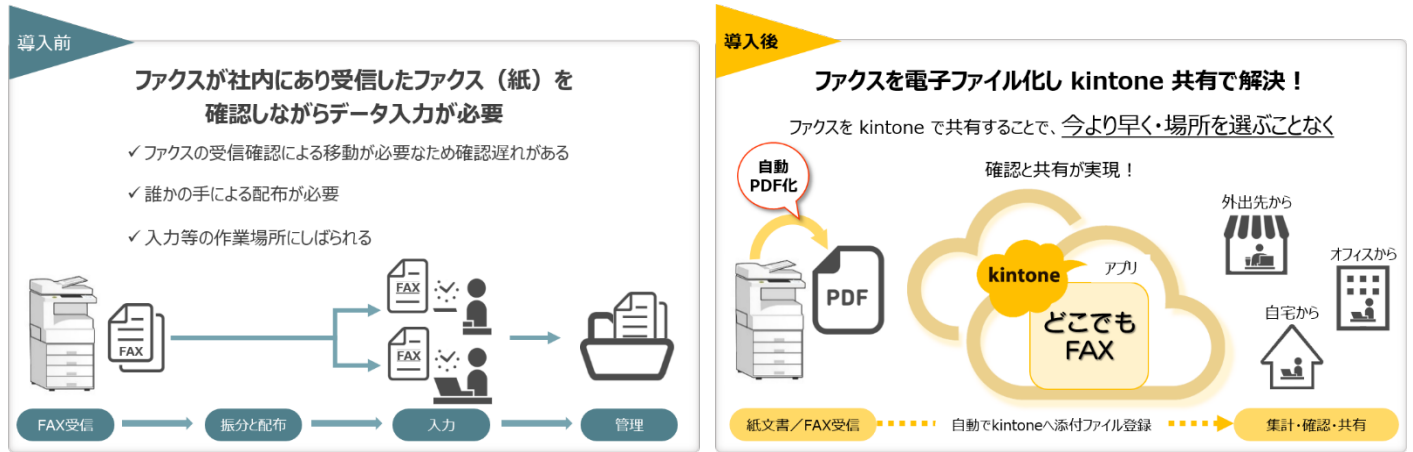 導入前
ファクスが社内にあり受信したファクス（紙）を
確認しながらデータ入力が必要
✓ファクスの受信確認による移動が必要なため確認遅れがある
✓誰かの手による配布が必要
✓入力等の作業場所にしばられる
FAX
FAX
FAX
FAX受信
振分と配布
入力
管理
導入後
ファクスを電子ファイル化し kintone 共有で解決！
ファクスを kintone で共有することで、今より早く・場所を選ぶことなく
確認と共有が実現！
自動
PDF化
PDF
kintone
アプリ
どこでも
FAX
外出先から
オフィスから
自宅から
紙文書／FAX受信
自動でkintoneへ添付ファイル登録
集計・確認・共有